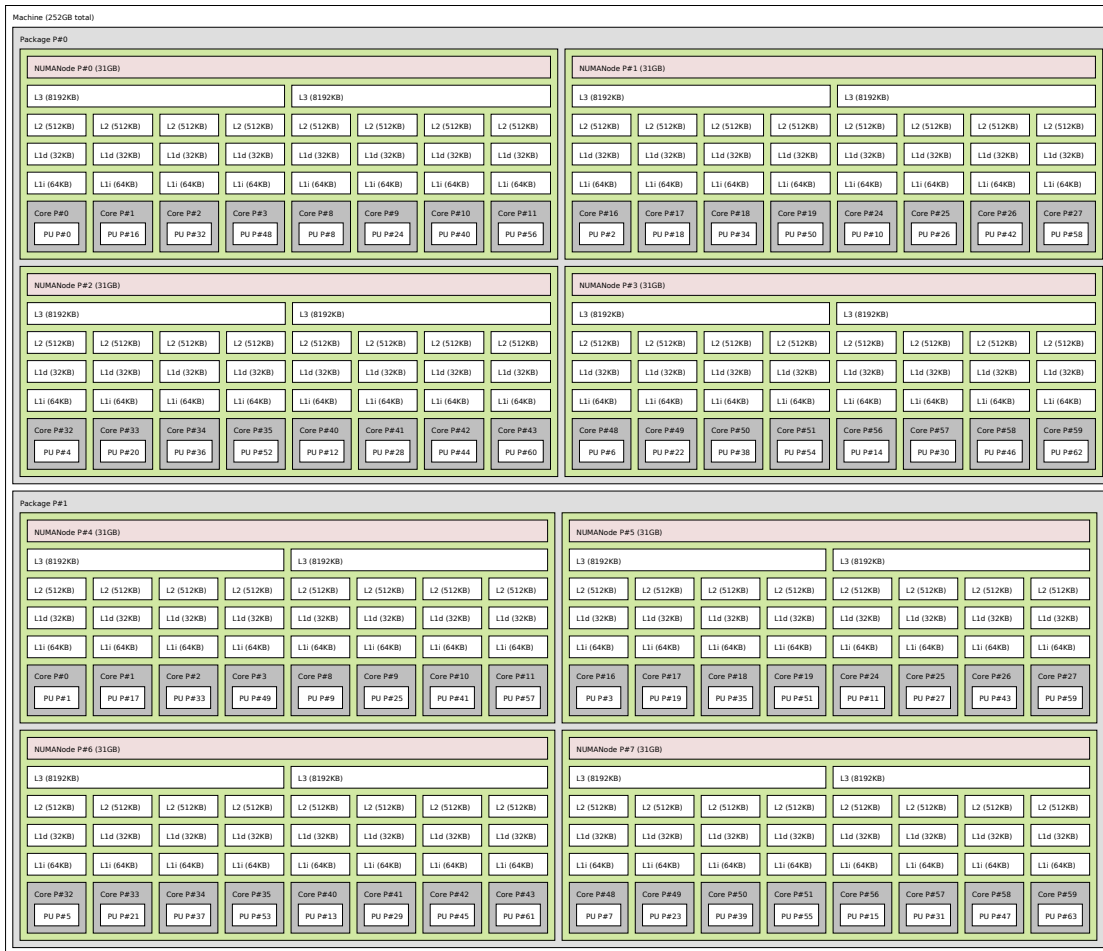 Machine (252GB total)
Package P#0
NUMANode P#0 (31GB)
L3 (8192KB) L3 (8192KB)
L2 (512KB) L2 (512KB) L2 (512KB) L2 (512KB) L2 (512KB) L2 (512KB) L2 (512KB) L2 (512KB)
L1d (32KB) L1d (32KB) L1d (32KB) L1d (32KB) L1d (32KB) L1d (32KB) L1d (32KB) L1d (32KB)
L1i (64KB) L1i (64KB) L1i (64KB) L1i (64KB) L1i (64KB) L1i (64KB) L1i (64KB) L1i (64KB)
Core P#0 Core P#1 Core P#2 Core P#3 Core P#8 Core P#9 Core P#10 Core P#11
PU P#0 PU P#16 PU P#32 PU P#48 PU P#8 PU P#24 PU P#40 PU P#56
NUMANode P#1 (31GB)
L3 (8192KB) L3 (8192KB)
L2 (512KB) L2 (512KB) L2 (512KB) L2 (512KB) L2 (512KB) L2 (512KB) L2 (512KB) L2 (512KB)
L1d (32KB) L1d (32KB) L1d (32KB) L1d (32KB) L1d (32KB) L1d (32KB) L1d (32KB) L1d (32KB)
L1i (64KB) L1i (64KB) L1i (64KB) L1i (64KB) L1i (64KB) L1i (64KB) L1i (64KB) L1i (64KB)
Core P#16 Core P#17 Core P#18 Core P#19 Core P#24 Core P#25 Core P#26 Core P#27
PU P#2 PU P#18 PU P#34 PU P#50 PU P#10 PU P#26 PU P#42 PU P#58
NUMANode P#2 (31GB)
L3 (8192KB) L3 (8192KB)
L2 (512KB) L2 (512KB) L2 (512KB) L2 (512KB) L2 (512KB) L2 (512KB) L2 (512KB) L2 (512KB)
L1d (32KB) L1d (32KB) L1d (32KB) L1d (32KB) L1d (32KB) L1d (32KB) L1d (32KB) L1d (32KB)
L1i (64KB) L1i (64KB) L1i (64KB) L1i (64KB) L1i (64KB) L1i (64KB) L1i (64KB) L1i (64KB)
Core P#32 Core P#33 Core P#34 Core P#35 Core P#40 Core P#41 Core P#42 Core P#43
PU P#4 PU P#20 PU P#36 PU P#52 PU P#12 PU P#28 PU P#44 PU P#60
NUMANode P#3 (31GB)
L3 (8192KB) L3 (8192KB)
L2 (512KB) L2 (512KB) L2 (512KB) L2 (512KB) L2 (512KB) L2 (512KB) L2 (512KB) L2 (512KB)
L1d (32KB) L1d (32KB) L1d (32KB) L1d (32KB) L1d (32KB) L1d (32KB) L1d (32KB) L1d (32KB)
L1i (64KB) L1i (64KB) L1i (64KB) L1i (64KB) L1i (64KB) L1i (64KB) L1i (64KB) L1i (64KB)
Core P#48 Core P#49 Core P#50 Core P#51 Core P#56 Core P#57 Core P#58 Core P#59
PU P#6 PU P#22 PU P#38 PU P#54 PU P#14 PU P#30 PU P#46 PU P#62
Package P#1
NUMANode P#4 (31GB)
L3 (8192KB) L3 (8192KB)
L2 (512KB) L2 (512KB) L2 (512KB) L2 (512KB) L2 (512KB) L2 (512KB) L2 (512KB) L2 (512KB)
L1d (32KB) L1d (32KB) L1d (32KB) L1d (32KB) L1d (32KB) L1d (32KB) L1d (32KB) L1d (32KB)
L1i (64KB) L1i (64KB) L1i (64KB) L1i (64KB) L1i (64KB) L1i (64KB) L1i (64KB) L1i (64KB)
Core P#0 Core P#1 Core P#2 Core P#3 Core P#8 Core P#9 Core P#10 Core P#11
PU P#1 PU P#17 PU P#33 PU P#49 PU P#9 PU P#25 PU P#41 PU P#57
NUMANode P#5 (31GB)
L3 (8192KB) L3 (8192KB)
L2 (512KB) L2 (512KB) L2 (512KB) L2 (512KB) L2 (512KB) L2 (512KB) L2 (512KB) L2 (512KB)
L1d (32KB) L1d (32KB) L1d (32KB) L1d (32KB) L1d (32KB) L1d (32KB) L1d (32KB) L1d (32KB)
L1i (64KB) L1i (64KB) L1i (64KB) L1i (64KB) L1i (64KB) L1i (64KB) L1i (64KB) L1i (64KB)
Core P#16 Core P#17 Core P#18 Core P#19 Core P#24 Core P#25 Core P#26 Core P#27
PU P#3 PU P#19 PU P#35 PU P#51 PU P#11 PU P#27 PU P#43 PU P#59
NUMANode P#6 (31GB)
L3 (8192KB) L3 (8192KB)
L2 (512KB) L2 (512KB) L2 (512KB) L2 (512KB) L2 (512KB) L2 (512KB) L2 (512KB) L2 (512KB)
L1d (32KB) L1d (32KB) L1d (32KB) L1d (32KB) L1d (32KB) L1d (32KB) L1d (32KB) L1d (32KB)
L1i (64KB) L1i (64KB) L1i (64KB) L1i (64KB) L1i (64KB) L1i (64KB) L1i (64KB) L1i (64KB)
Core P#32 Core P#33 Core P#34 Core P#35 Core P#40 Core P#41 Core P#42 Core P#43
PU P#5 PU P#21 PU P#37 PU P#53 PU P#13 PU P#29 PU P#45 PU P#61
NUMANode P#7 (31GB)
L3 (8192KB) L3 (8192KB)
L2 (512KB) L2 (512KB) L2 (512KB) L2 (512KB) L2 (512KB) L2 (512KB) L2 (512KB) L2 (512KB)
L1d (32KB) L1d (32KB) L1d (32KB) L1d (32KB) L1d (32KB) L1d (32KB) L1d (32KB) L1d (32KB)
L1i (64KB) L1i (64KB) L1i (64KB) L1i (64KB) L1i (64KB) L1i (64KB) L1i (64KB) L1i (64KB)
Core P#48 Core P#49 Core P#50 Core P#51 Core P#56 Core P#57 Core P#58 Core P#59
PU P#7 PU P#23 PU P#39 PU P#55 PU P#15 PU P#31 PU P#47 PU P#63